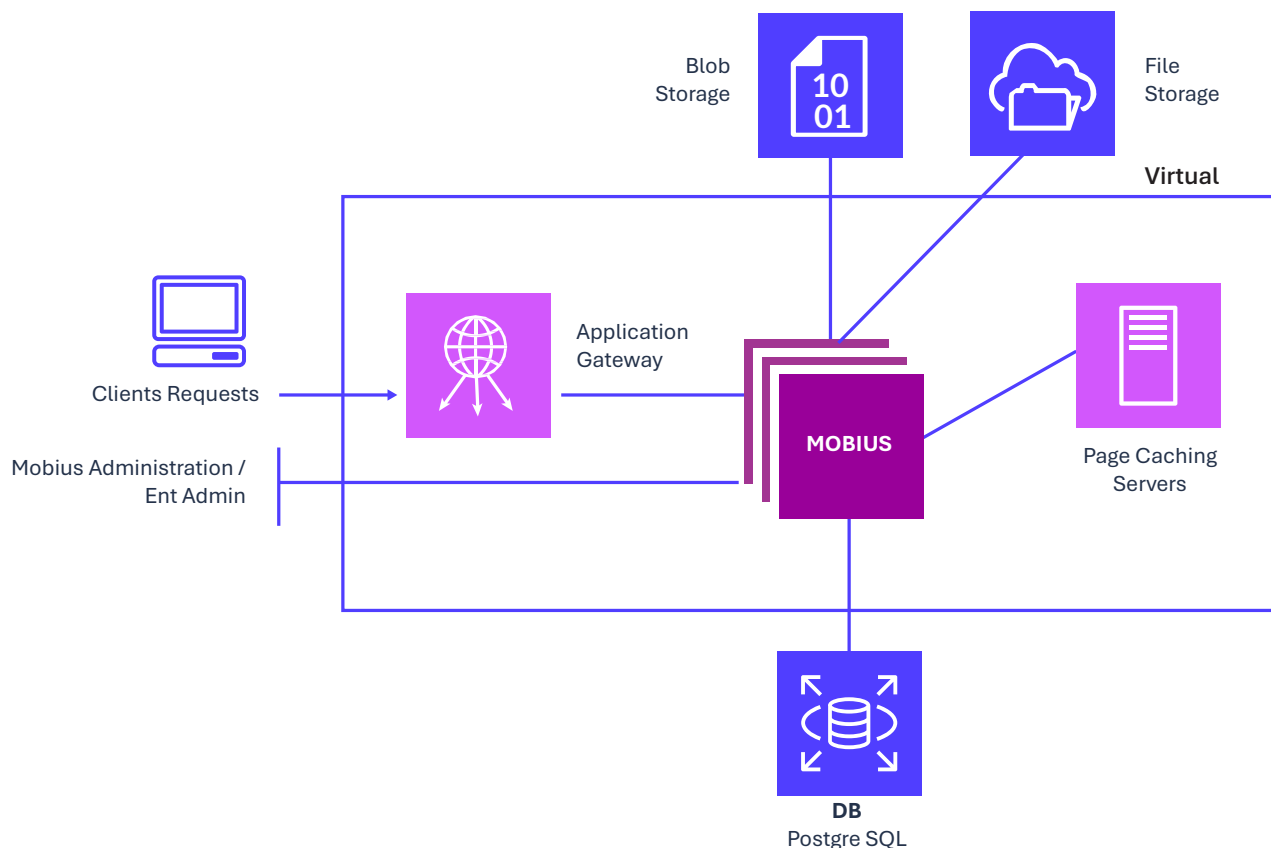 Blob
Storage
10
01
File
Storage
Virtual
Application
Gateway
Clients Requests
Mobius Administration /
Ent Admin
MOBIUS
Page Caching
Servers
DB
Postgre SQL